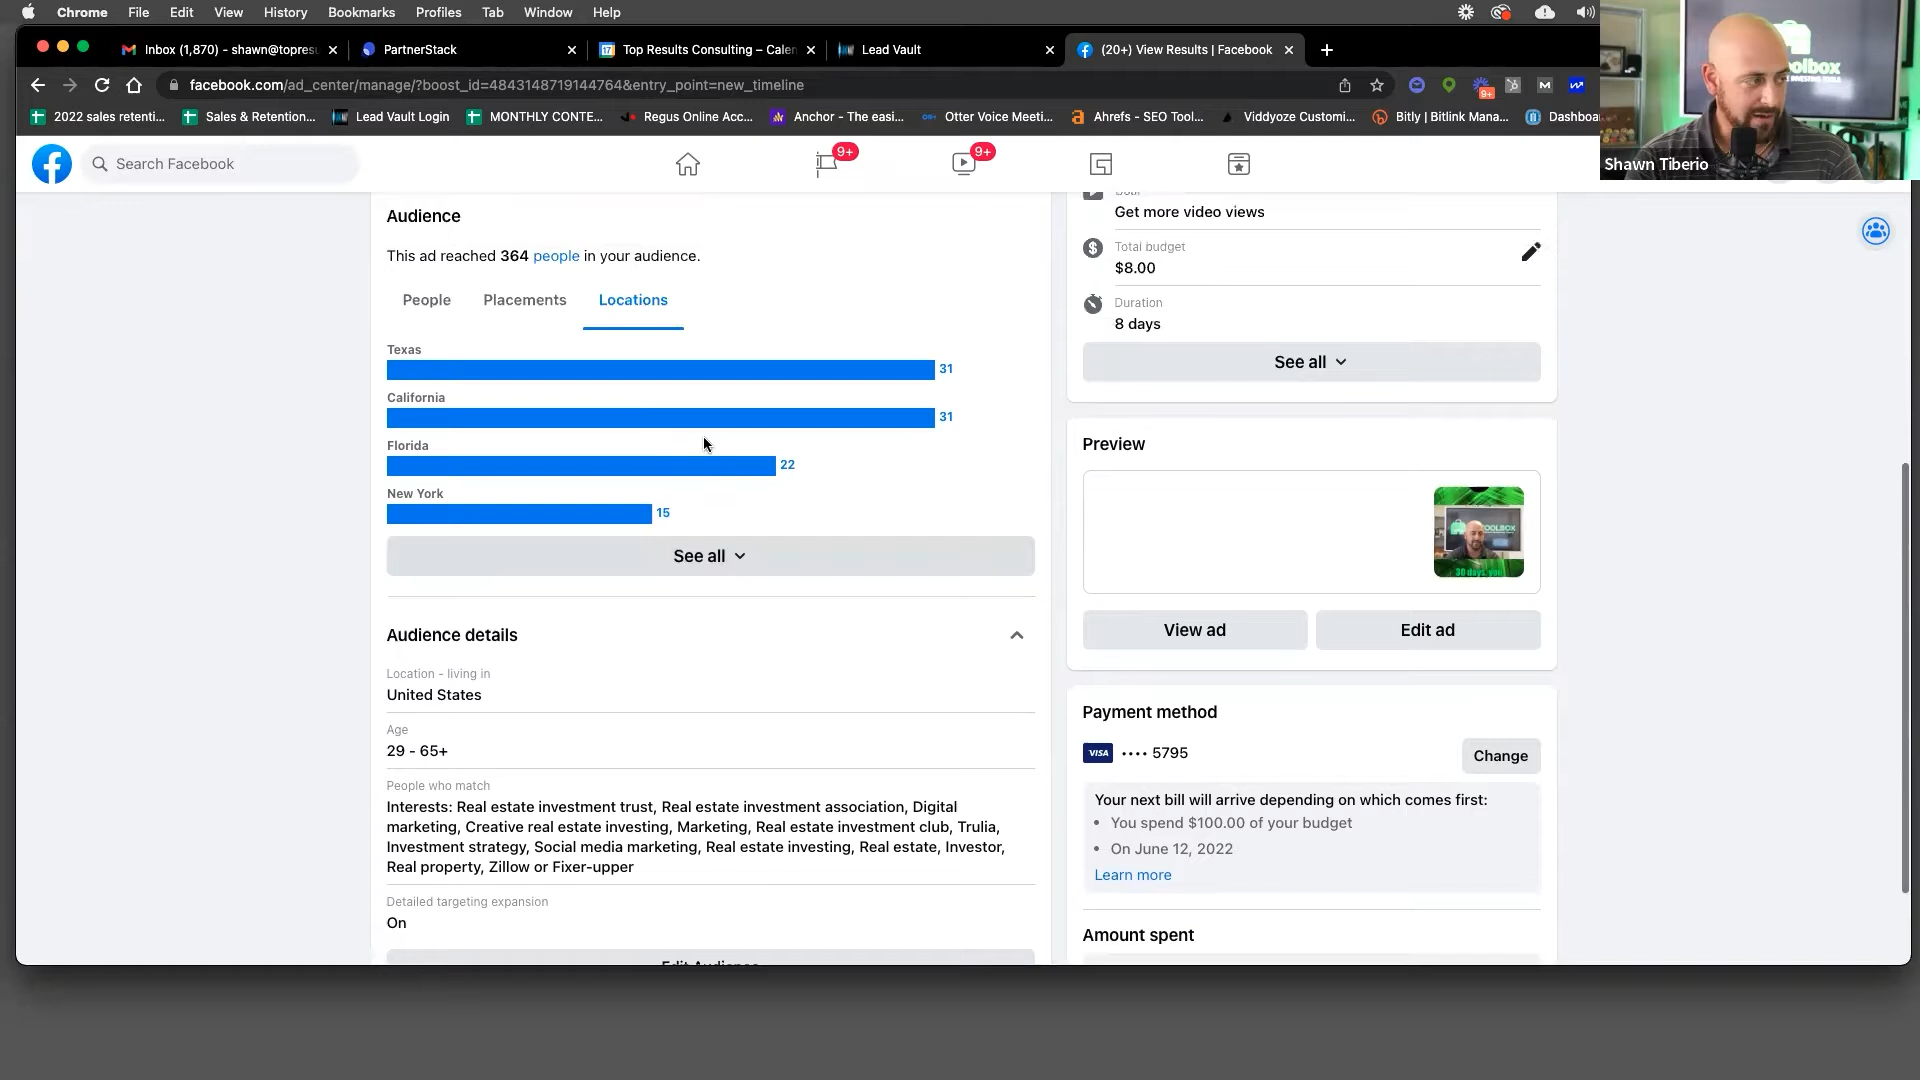 Chrome File Edit View History Bookmarks Profiles Tab Window Help
Inbox (1,870) - shawn@topresu
PartnerStack
Top Results Consulting – Calen
Lead Vault
(20+) View Results | Facebook
facebook.com/ad_center/manage/?boost_id=4843148719144764&entry_point=new_timeline
9+
2022 sales retenti...
Sales & Retention...
Lead Vault Login
MONTHLY CONTE...
Regus Online Acc...
Anchor - The easi...
Otter Voice Meeti...
Ahrefs - SEO Tool...
Viddyoze Customi...
Bitly | Bitlink Mana...
Dashboa
Shawn Tiberio
Search Facebook
9+
9+
Audience
This ad reached 364 people in your audience.
People Placements Locations
Texas
31
California
31
Florida
22
New York
15
See all
Audience details
Location - living in
United States
Age
29 - 65+
People who match
Interests: Real estate investment trust, Real estate investment association, Digital
marketing, Creative real estate investing, Marketing, Real estate investment club, Trulia,
Investment strategy, Social media marketing, Real estate investing, Real estate, Investor,
Real property, Zillow or Fixer-upper
Detailed targeting expansion
On
Edit Audience
Get more video views
Total budget
$8.00
Duration
8 days
See all
Preview
30 days, you
View ad
Edit ad
Payment method
VISA
•••• 5795
Change
Your next bill will arrive depending on which comes first:
• You spend $100.00 of your budget
• On June 12, 2022
Learn more
Amount spent